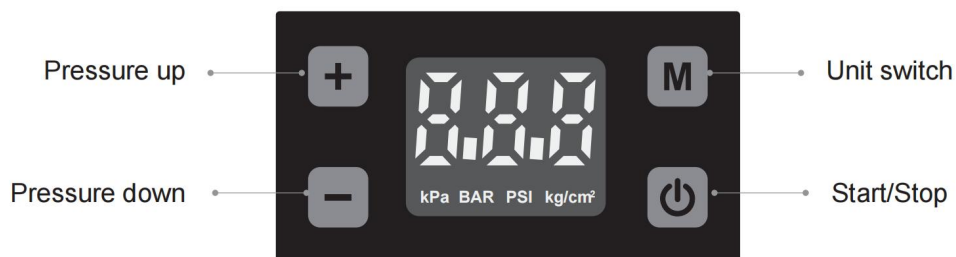 Pressure up
+
M
Unit switch
8.8.8
kPa BAR PSI kg/cm²
Pressure down
−
Start/Stop